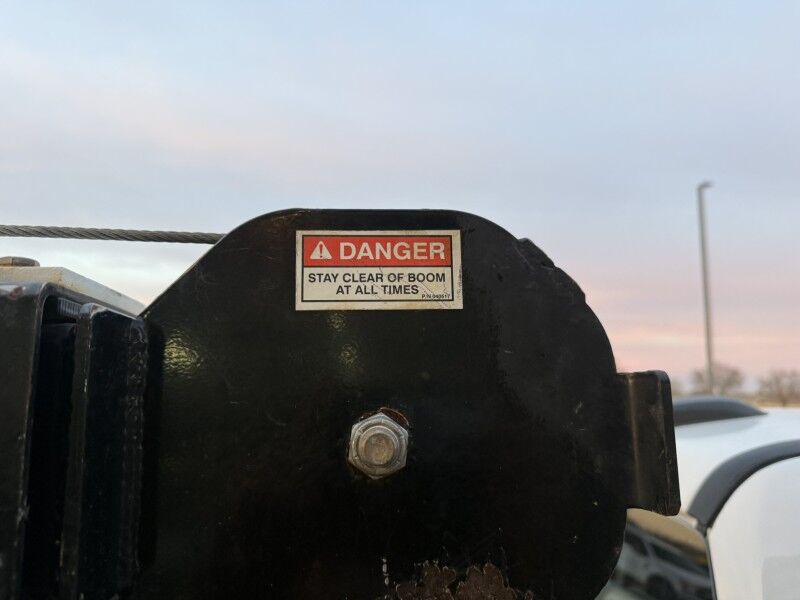 DANGER
STAY CLEAR OF BOOM
AT ALL TIMES
P/N